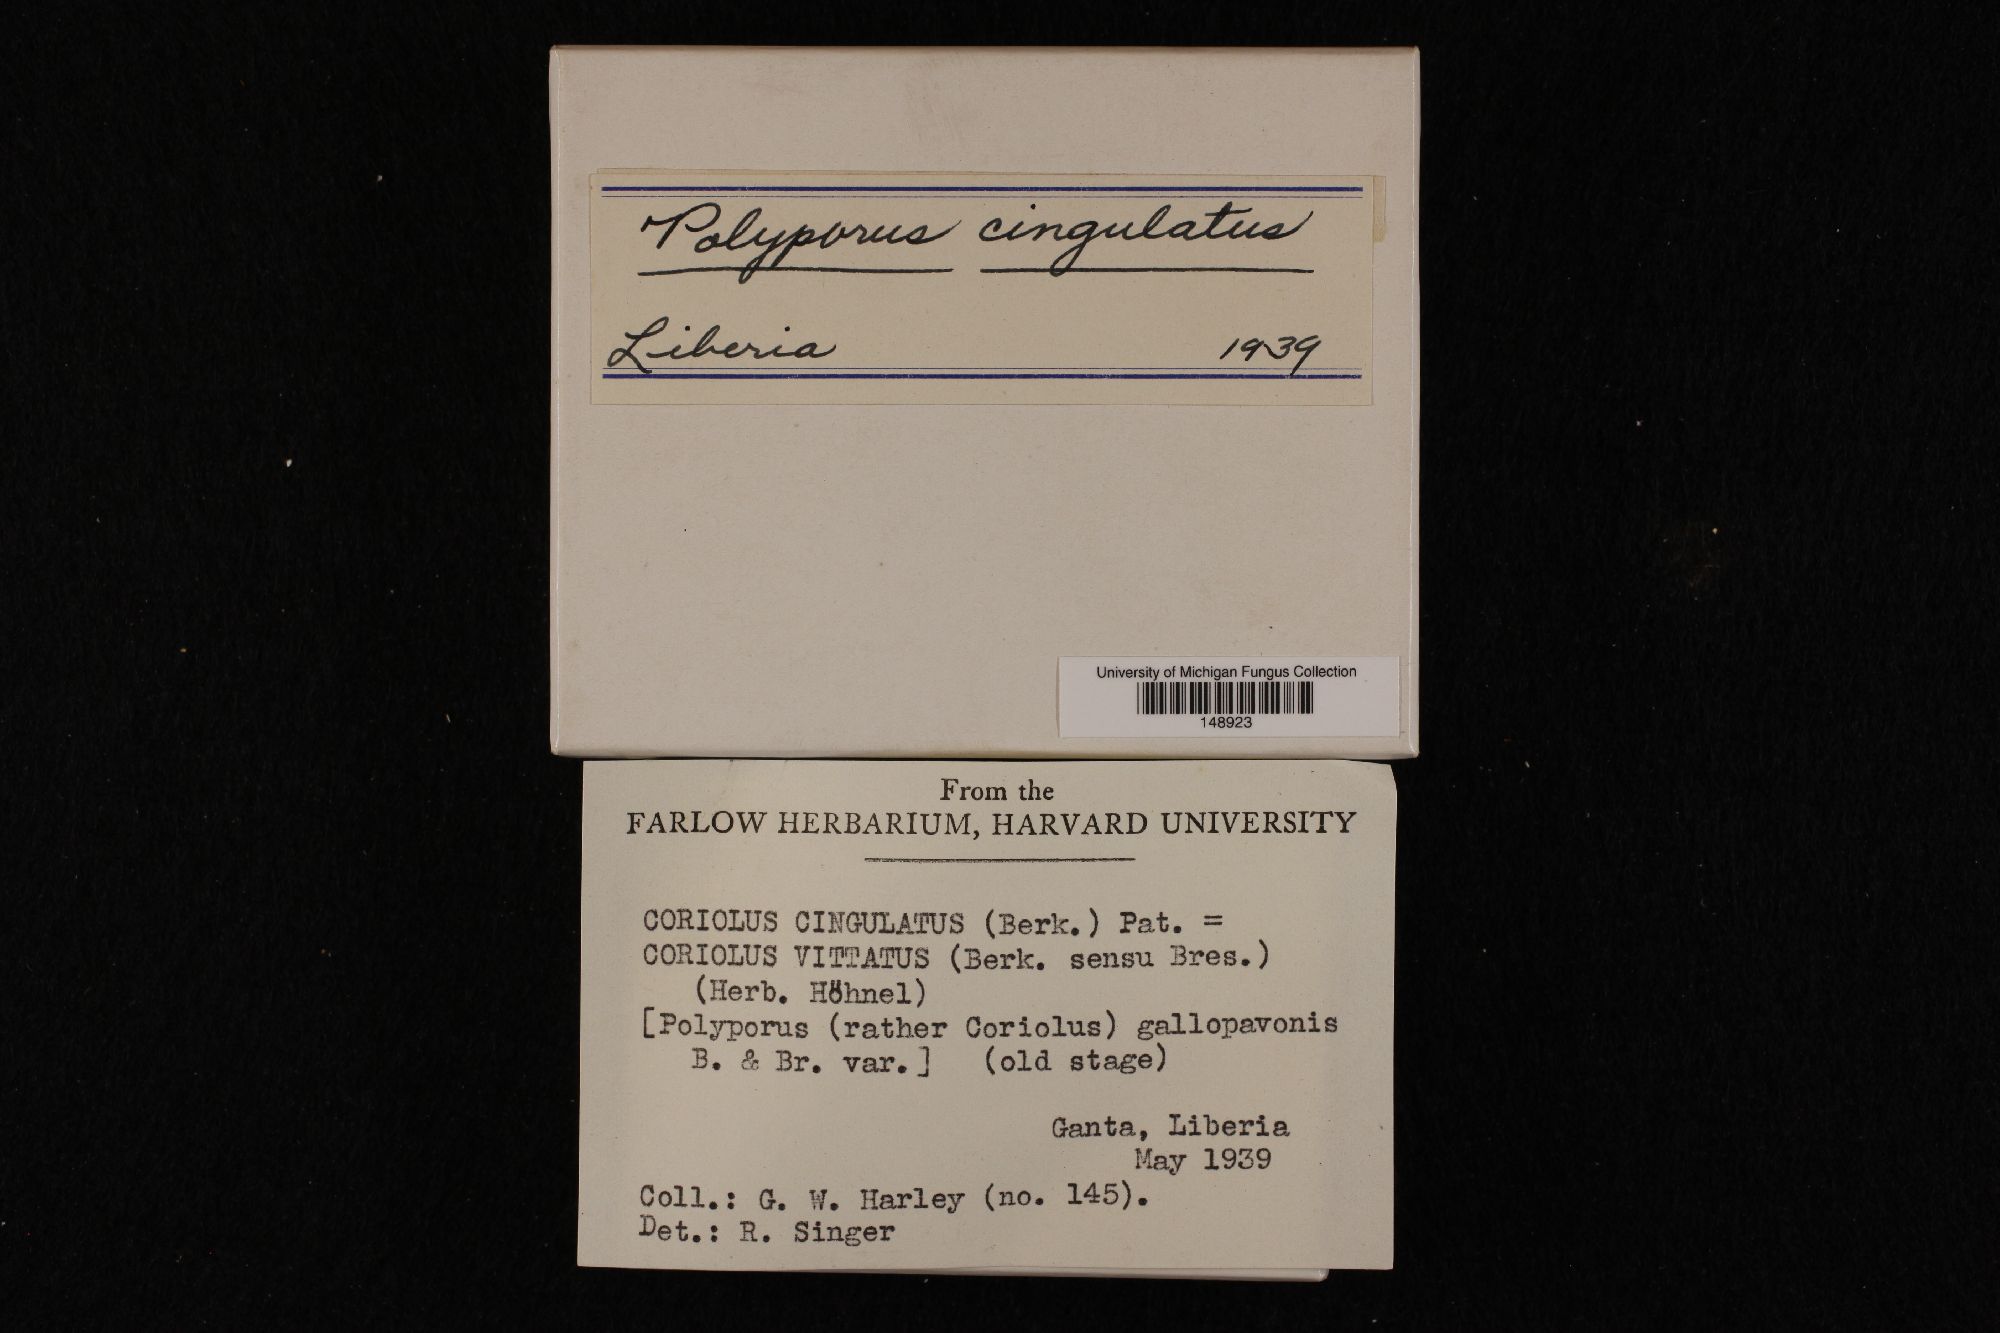 Polyporus cingulatus
Liberia 1939
University of Michigan Fungus Collection
148923
From the
FARLOW HERBARIUM, HARVARD UNIVERSITY
CORIOLUS CINGULATUS (Berk.) Pat. =
CORIOLUS VITTATUS (Berk. sensu Bres.)
(Herb. Höhnel)
[Polyporus (rather Coriolus) gallopavonis
B. & Br. var.] (old stage)
Ganta, Liberia
May 1939
Coll.: G. W. Harley (no. 145).
Det.: R. Singer